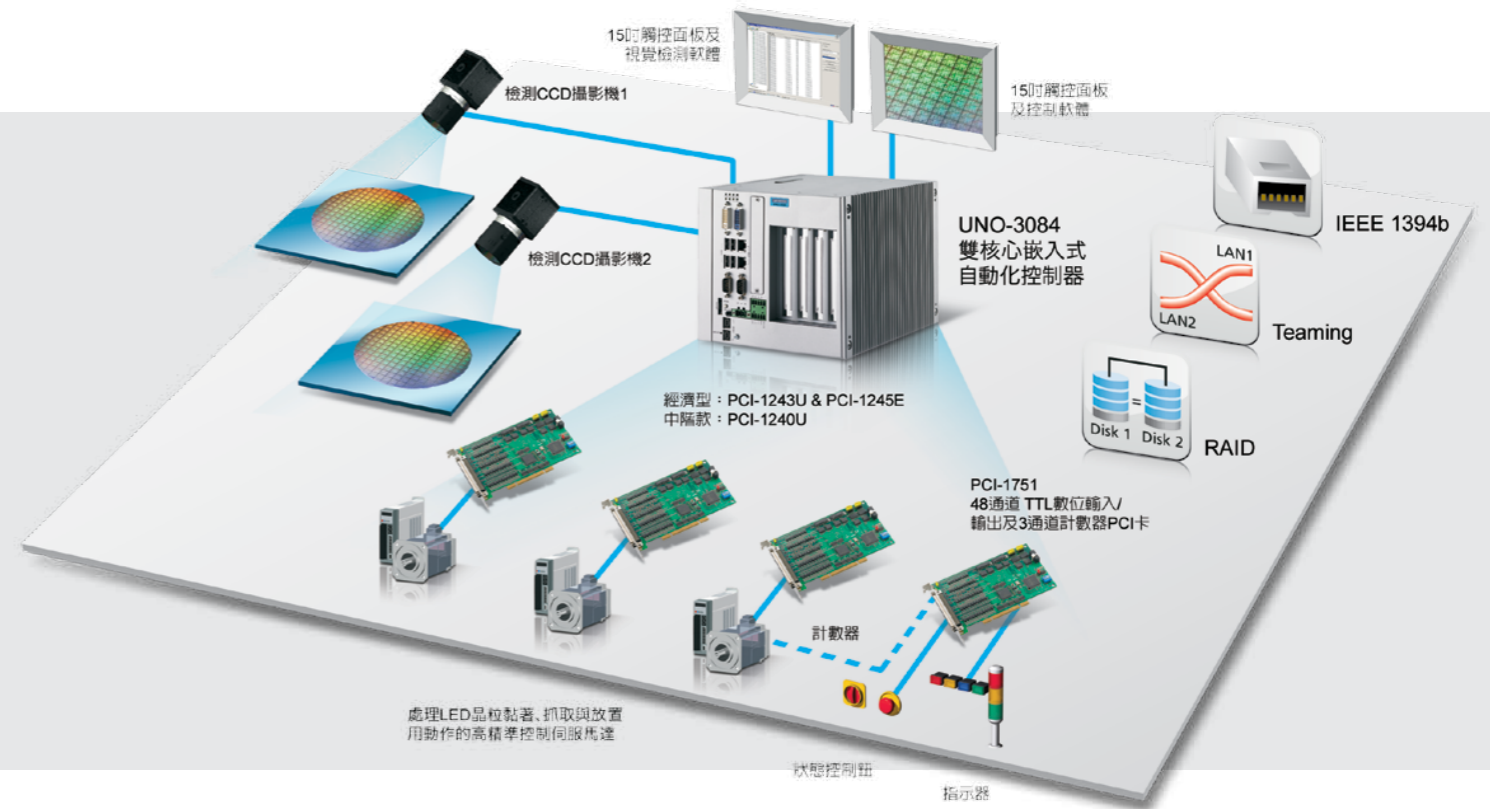 15吋觸控面板及
視覺檢測軟體
檢測CCD攝影機1
15吋觸控面板
及控制軟體
IEEE 1394b
UNO-3084
雙核心嵌入式
自動化控制器
檢測CCD攝影機2
LAN1
LAN2
Teaming
經濟型：PCI-1243U & PCI-1245E
中階款：PCI-1240U
Disk 1 = Disk 2
RAID
PCI-1751
48通道 TTL數位輸入/
輸出及3通道計數器PCI卡
計數器
處理LED晶粒黏著、抓取與放置
用動作的高精準控制伺服馬達
狀態控制鈕
指示器